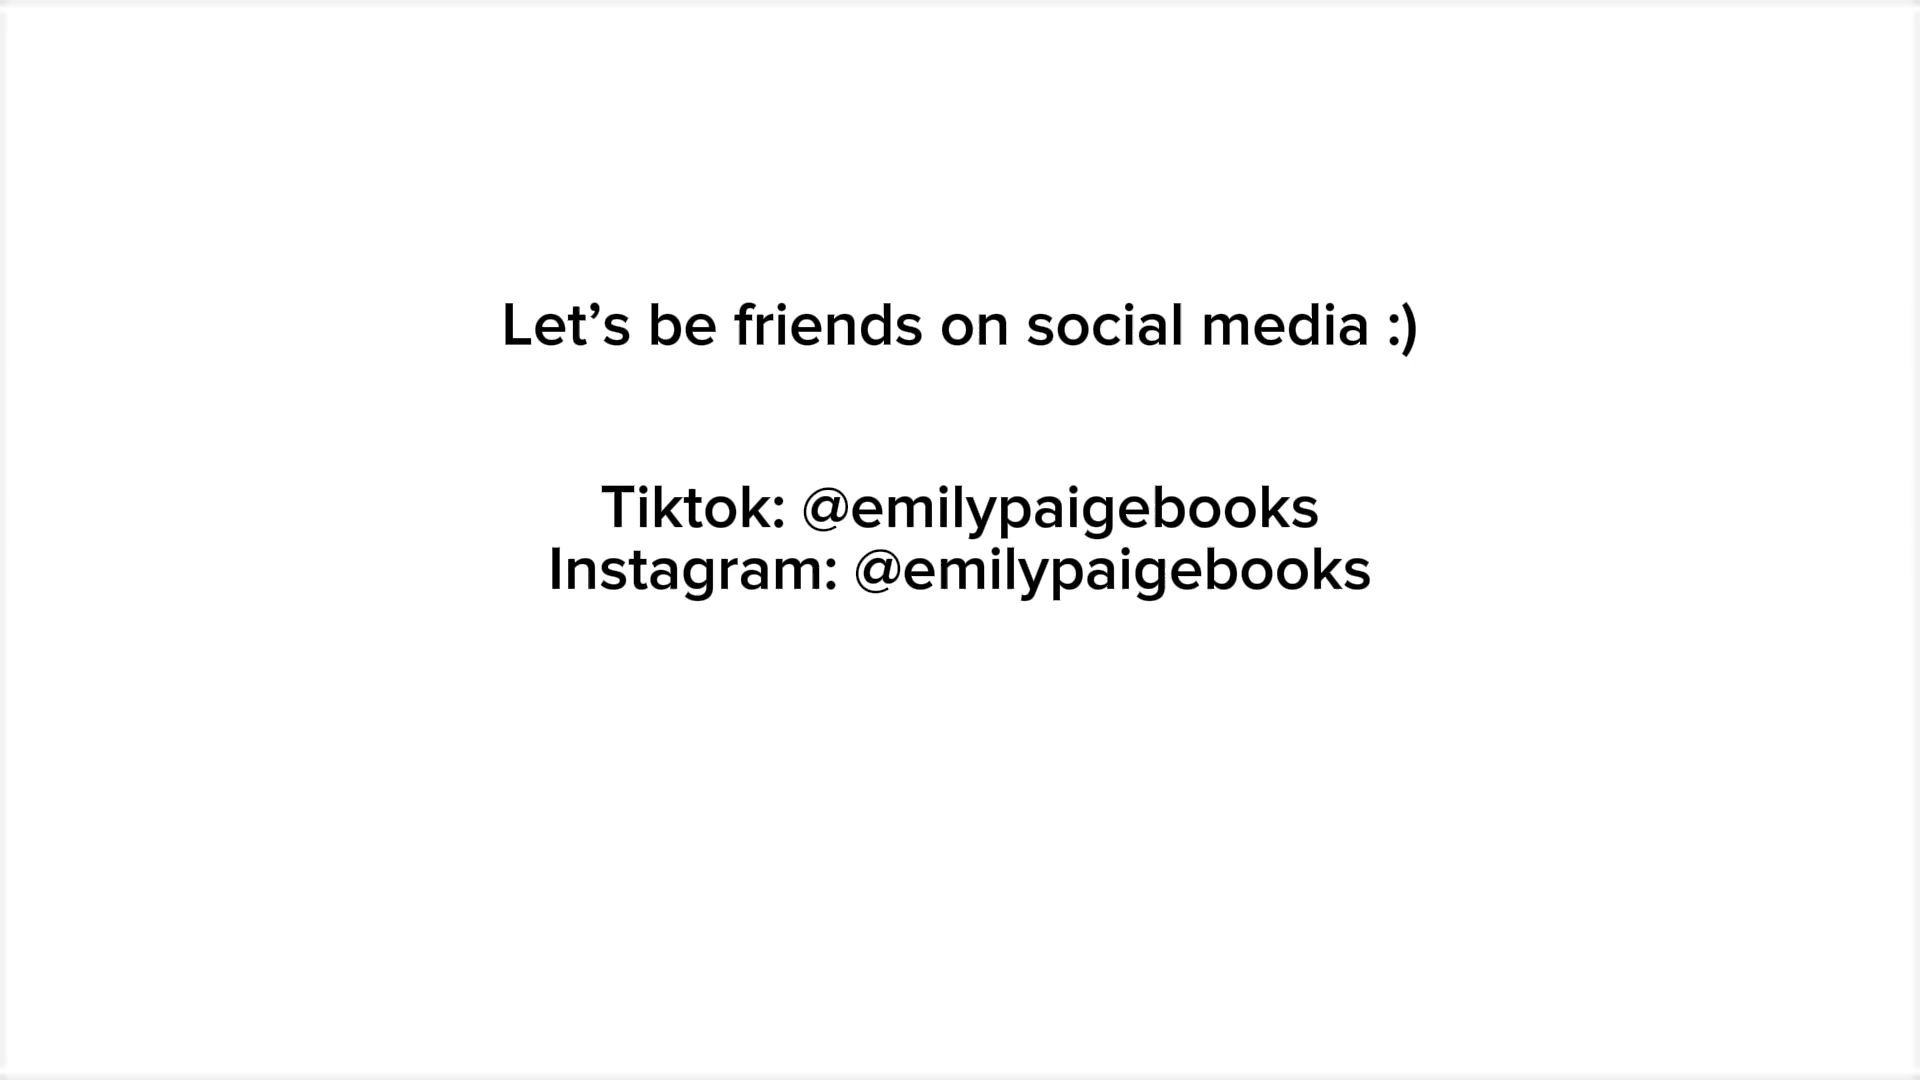 Let’s be friends on social media :)
Tiktok: @emilypaigebooks
Instagram: @emilypaigebooks